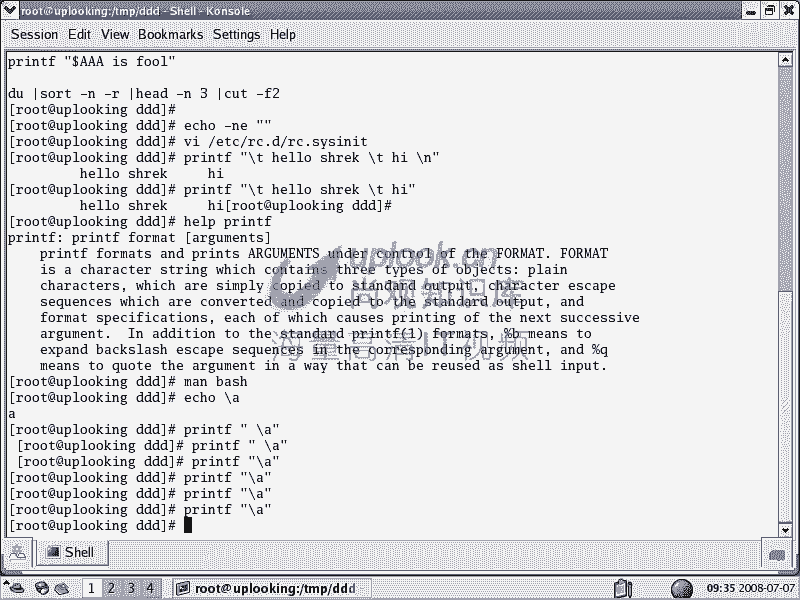 root@uplooking:/tmp/ddd - Shell - Konsole
Session Edit View Bookmarks Settings Help
printf "$AAA is fool"
du |sort -n -r |head -n 3 |cut -f2
[root@uplooking ddd]#
[root@uplooking ddd]# echo -ne ""
[root@uplooking ddd]# vi /etc/rc.d/rc.sysinit
[root@uplooking ddd]# printf "\t hello shrek \t hi \n"
         hello shrek     hi
[root@uplooking ddd]# printf "\t hello shrek \t hi"
         hello shrek     hi[root@uplooking ddd]#
[root@uplooking ddd]# help printf
printf: printf format [arguments]
    printf formats and prints ARGUMENTS under control of the FORMAT. FORMAT
    is a character string which contains three types of objects: plain
    characters, which are simply copied to standard output, character escape
    sequences which are converted and copied to the standard output, and
    format specifications, each of which causes printing of the next successive
    argument.  In addition to the standard printf(1) formats, %b means to
    expand backslash escape sequences in the corresponding argument, and %q
    means to quote the argument in a way that can be reused as shell input.
[root@uplooking ddd]# man bash
[root@uplooking ddd]# echo \a
a
[root@uplooking ddd]# printf " \a"
 [root@uplooking ddd]# printf " \a"
 [root@uplooking ddd]# printf "\a"
[root@uplooking ddd]# printf "\a"
[root@uplooking ddd]# printf "\a"
[root@uplooking ddd]# printf "\a"
[root@uplooking ddd]#
uplook.cn
尚观知识库
海量高清IT视频
Shell
1 2 3 4 root@uplooking:/tmp/ddd 09:35 2008-07-07